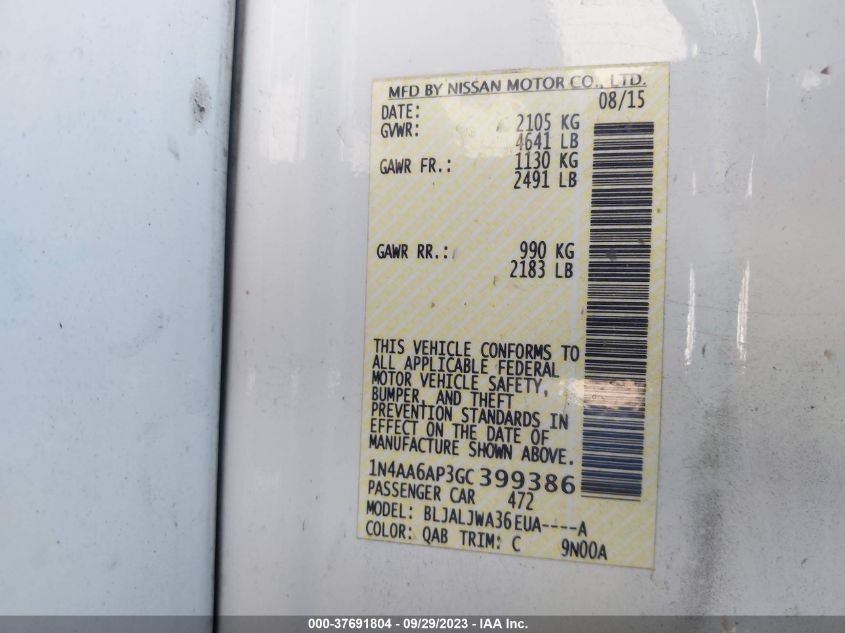 MFD BY NISSAN MOTOR CO., LTD.
DATE: 08/15
GVWR: 2105 KG
4641 LB
GAWR FR.: 1130 KG
2491 LB
GAWR RR.: 990 KG
2183 LB
THIS VEHICLE CONFORMS TO
ALL APPLICABLE FEDERAL
MOTOR VEHICLE SAFETY,
BUMPER, AND THEFT
PREVENTION STANDARDS IN
EFFECT ON THE DATE OF
MANUFACTURE SHOWN ABOVE.
1N4AA6AP3GC399386
PASSENGER CAR 472
MODEL: BLJALJWA36EUA----A
COLOR: QAB TRIM: C 9N00A
000-37691804 / 09/29/2023 - IAA Inc.